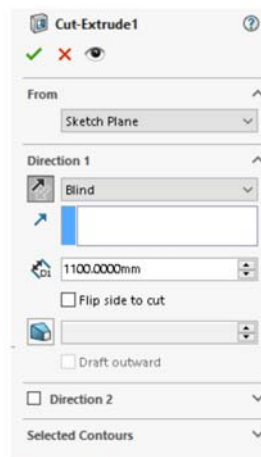 Cut-Extrude1
From
Sketch Plane
Direction 1
Blind
D1
1100.0000mm
Flip side to cut
Draft outward
Direction 2
Selected Contours